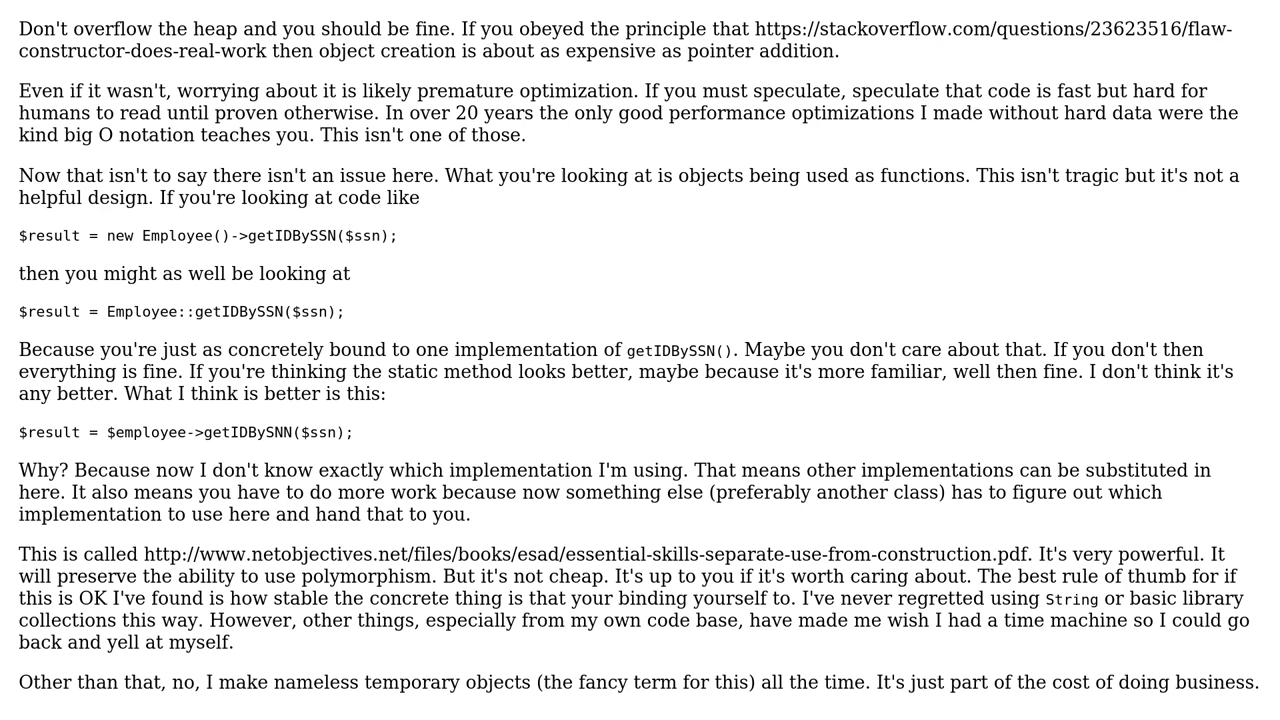 Don't overflow the heap and you should be fine. If you obeyed the principle that https://stackoverflow.com/questions/23623516/flaw-
constructor-does-real-work then object creation is about as expensive as pointer addition.
Even if it wasn't, worrying about it is likely premature optimization. If you must speculate, speculate that code is fast but hard for
humans to read until proven otherwise. In over 20 years the only good performance optimizations I made without hard data were the
kind big O notation teaches you. This isn't one of those.
Now that isn't to say there isn't an issue here. What you're looking at is objects being used as functions. This isn't tragic but it's not a
helpful design. If you're looking at code like
$result = new Employee()->getIDBySSN($ssn);
then you might as well be looking at
$result = Employee::getIDBySSN($ssn);
Because you're just as concretely bound to one implementation of getIDBySSN(). Maybe you don't care about that. If you don't then
everything is fine. If you're thinking the static method looks better, maybe because it's more familiar, well then fine. I don't think it's
any better. What I think is better is this:
$result = $employee->getIDBySNN($ssn);
Why? Because now I don't know exactly which implementation I'm using. That means other implementations can be substituted in
here. It also means you have to do more work because now something else (preferably another class) has to figure out which
implementation to use here and hand that to you.
This is called http://www.netobjectives.net/files/books/esad/essential-skills-separate-use-from-construction.pdf. It's very powerful. It
will preserve the ability to use polymorphism. But it's not cheap. It's up to you if it's worth caring about. The best rule of thumb for if
this is OK I've found is how stable the concrete thing is that your binding yourself to. I've never regretted using String or basic library
collections this way. However, other things, especially from my own code base, have made me wish I had a time machine so I could go
back and yell at myself.
Other than that, no, I make nameless temporary objects (the fancy term for this) all the time. It's just part of the cost of doing business.